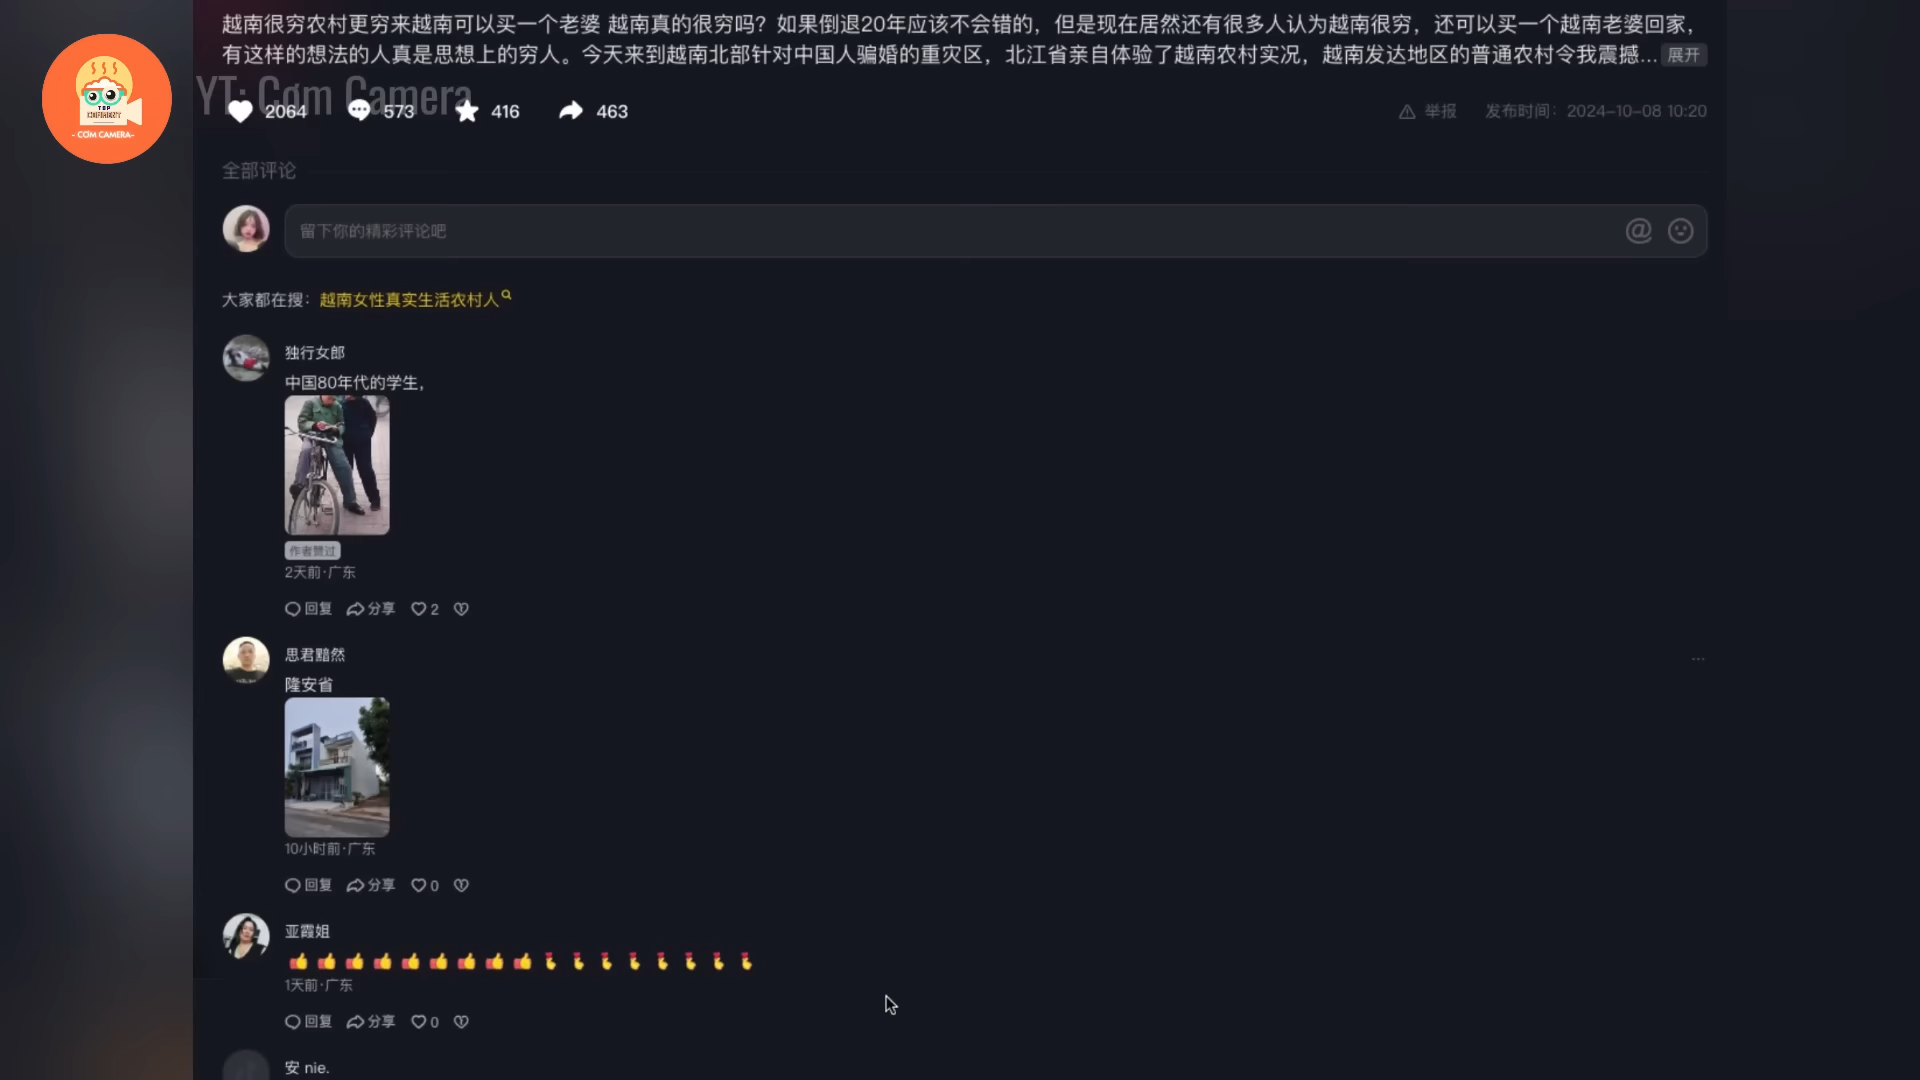 越南很穷农村更穷来越南可以买一个老婆 越南真的很穷吗？如果倒退20年应该不会错的，但是现在居然还有很多人认为越南很穷，还可以买一个越南老婆回家，
有这样的想法的人真是思想上的穷人。今天来到越南北部针对中国人骗婚的重灾区，北江省亲自体验了越南农村实况，越南发达地区的普通农村令我震撼... 展开
YT: Cơm Camera
TOP
COMMENT
- CƠM CAMERA-
2064 573 416 463 举报 发布时间：2024-10-08 10:20
全部评论
留下你的精彩评论吧
大家都在搜：越南女性真实生活农村人
独行女郎
中国80年代的学生,
作者赞过
2天前·广东
回复 分享 2
思君黯然
...
隆安省
10小时前·广东
回复 分享 0
亚霞姐
👍👍👍👍👍👍👍👍👍🫰🫰🫰🫰🫰🫰🫰🫰
1天前·广东
回复 分享 0
安 nie.